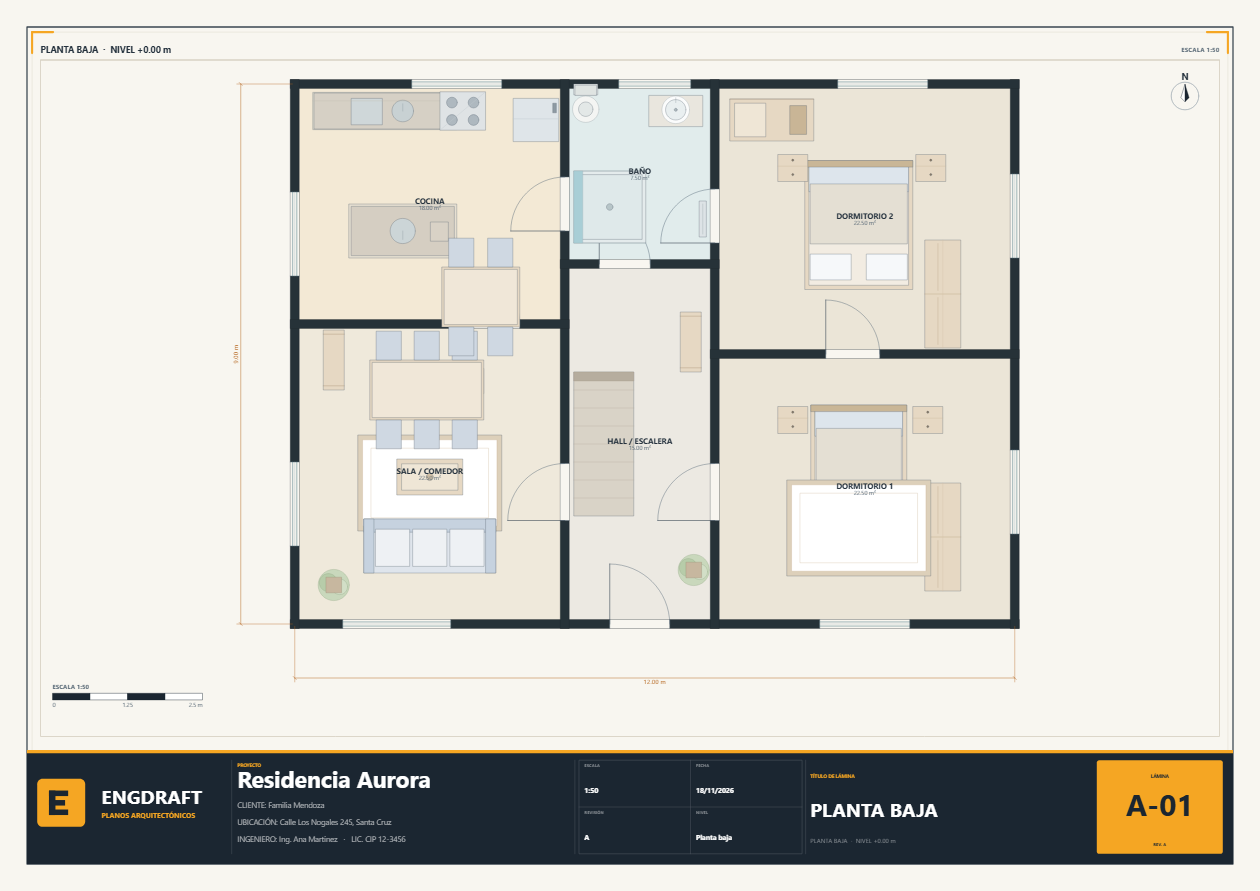 PLANTA BAJA · NIVEL +0.00 m
ESCALA 1:50
N
BAÑO
7.50 m²
COCINA
18.00 m²
DORMITORIO 2
22.50 m²
9.00 m
HALL / ESCALERA
15.00 m²
SALA / COMEDOR
22.50 m²
DORMITORIO 1
22.50 m²
12.00 m
ESCALA 1:50
0 1.25 2.5 m
E
ENGDRAFT
PLANOS ARQUITECTÓNICOS
PROYECTO
Residencia Aurora
CLIENTE: Familia Mendoza
UBICACIÓN: Calle Los Nogales 245, Santa Cruz
INGENIERO: Ing. Ana Martínez · LIC. CIP 12-3456
ESCALA
1:50
FECHA
18/11/2026
REVISIÓN
A
NIVEL
Planta baja
TÍTULO DE LÁMINA
PLANTA BAJA
PLANTA BAJA NIVEL +0.00 m
LÁMINA
A-01
REV. A